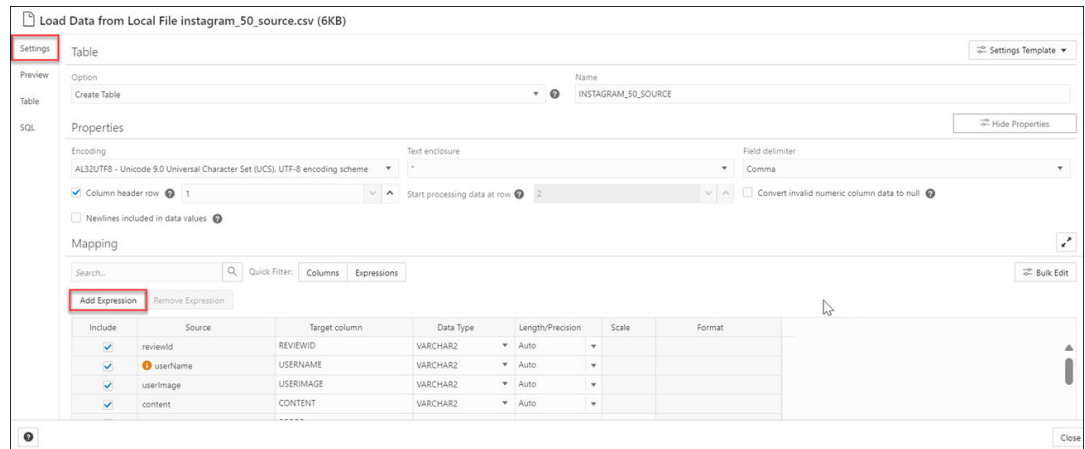 Load Data from Local File instagram_50_source.csv (6KB)
Settings
Table
Settings Template
Preview
Option
Name
Create Table
INSTAGRAM_50_SOURCE
Table
SQL
Properties
Hide Properties
Encoding
Text enclosure
Field delimiter
AL32UTF8 - Unicode 9.0 Universal Character Set (UCS). UTF-8 encoding scheme
"
Comma
Column header row 1
Start processing data at row 2
Convert invalid numeric column data to null
Newlines included in data values
Mapping
Search...
Quick Filter: Columns Expressions
Bulk Edit
Add Expression Remove Expression
Include Source Target column Data Type Length/Precision Scale Format
reviewId REVIEWID VARCHAR2 Auto
userName USERNAME VARCHAR2 Auto
userImage USERIMAGE VARCHAR2 Auto
content CONTENT VARCHAR2 Auto
Close